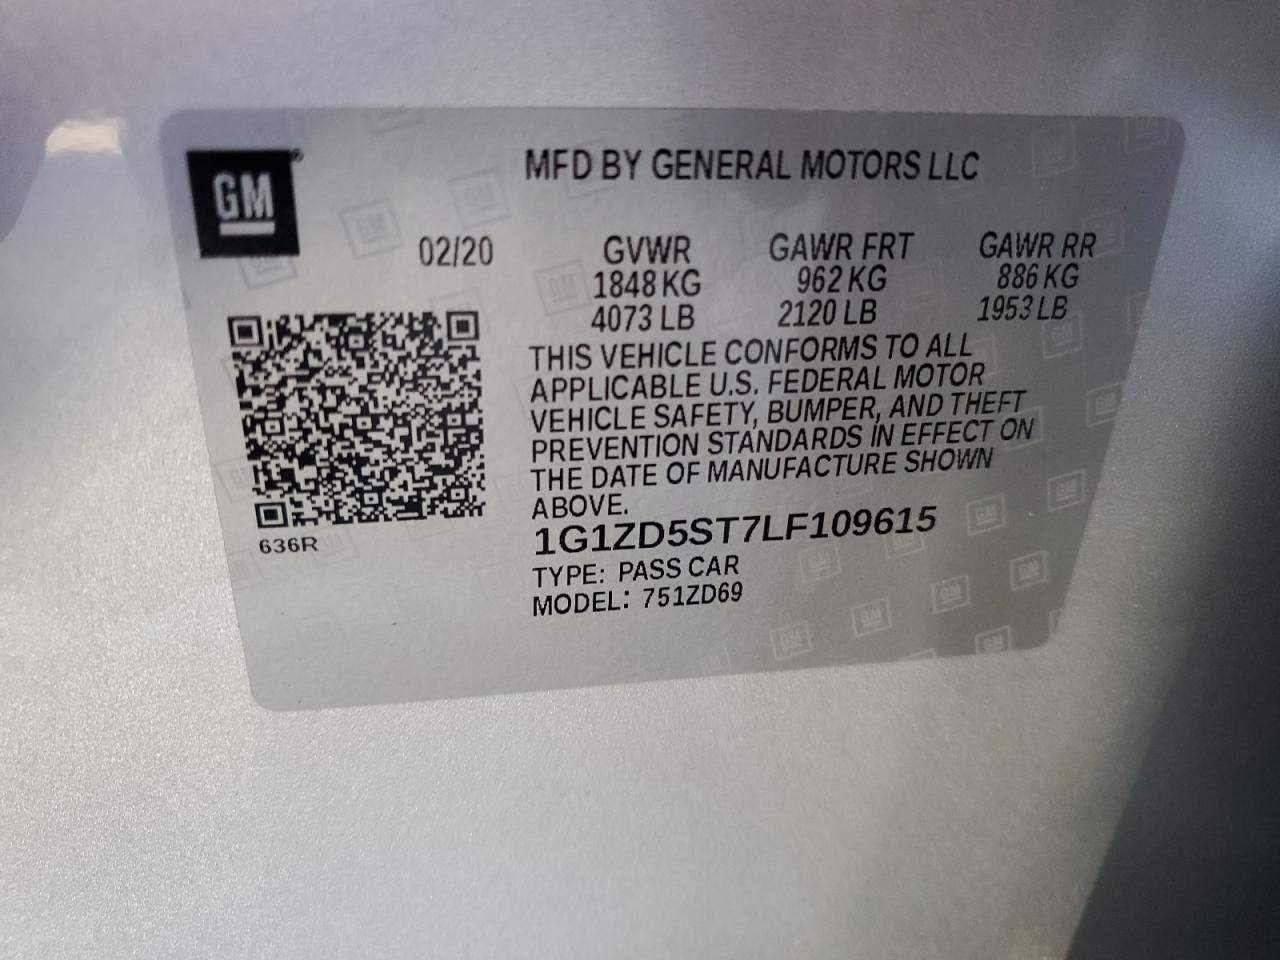 GM
MFD BY GENERAL MOTORS LLC
02/20 GVWR GAWR FRT GAWR RR
1848 KG 962 KG 886 KG
4073 LB 2120 LB 1953 LB
THIS VEHICLE CONFORMS TO ALL
APPLICABLE U.S. FEDERAL MOTOR
VEHICLE SAFETY, BUMPER, AND THEFT
PREVENTION STANDARDS IN EFFECT ON
THE DATE OF MANUFACTURE SHOWN
ABOVE.
1G1ZD5ST7LF109615
636R
TYPE: PASS CAR
MODEL: 751ZD69